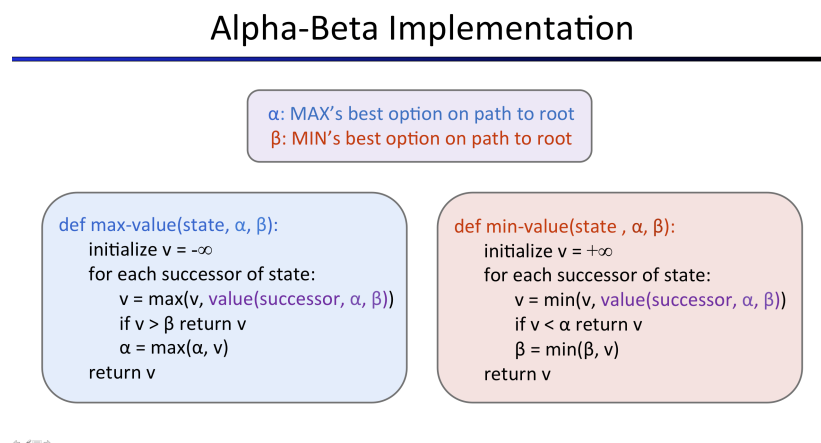 Alpha-Beta Implementation
α: MAX's best option on path to root
β: MIN's best option on path to root
def max-value(state, α, β):
initialize v = -∞
for each successor of state:
v = max(v, value(successor, α, β))
if v > β return v
α = max(α, v)
return v
def min-value(state , α, β):
initialize v = +∞
for each successor of state:
v = min(v, value(successor, α, β))
if v < α return v
β = min(β, v)
return v